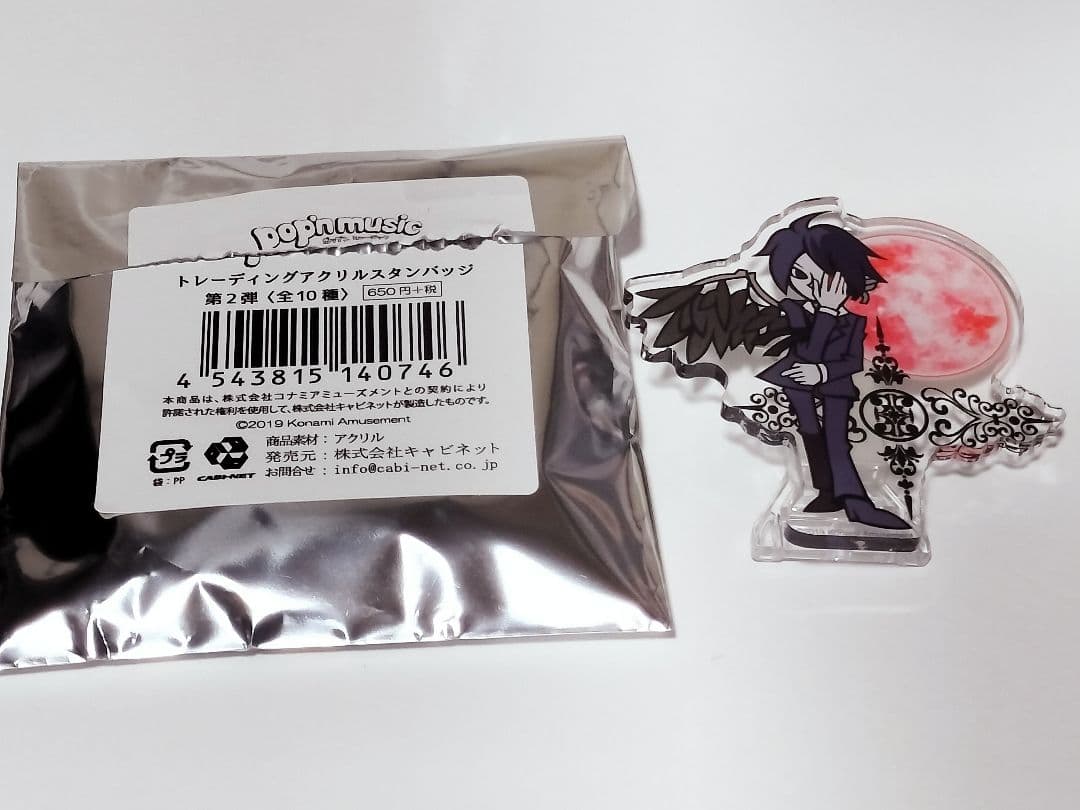 pop'n music
トレーディングアクリルスタンバッジ
第2弾〈全10種〉 650円+税
4 543815 140746
本商品は、株式会社コナミアミューズメントとの契約により
許諾された権利を使用して、株式会社キャビネットが製造したものです。
©2019 Konami Amusement
プラ
袋:PP
CABI-NET
商品素材:アクリル
発売元:株式会社キャビネット
お問合せ:info@cabi-net.co.jp